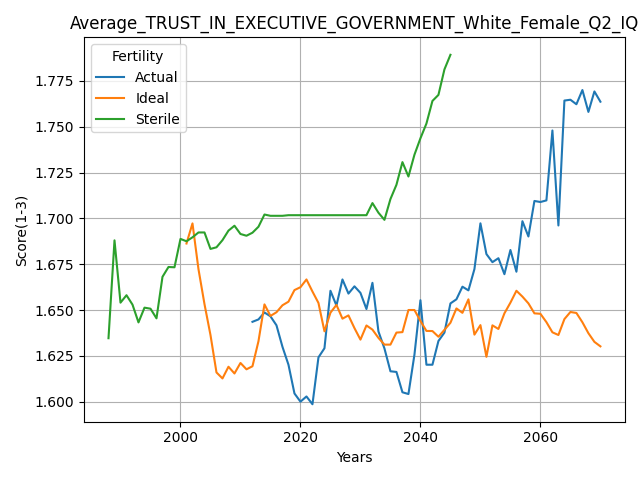 Average_TRUST_IN_EXECUTIVE_GOVERNMENT_White_Female_Q2_IQ
Fertility
Actual
Ideal
Sterile
Score(1-3)
1.775
1.750
1.725
1.700
1.675
1.650
1.625
1.600
2000
2020
2040
2060
Years